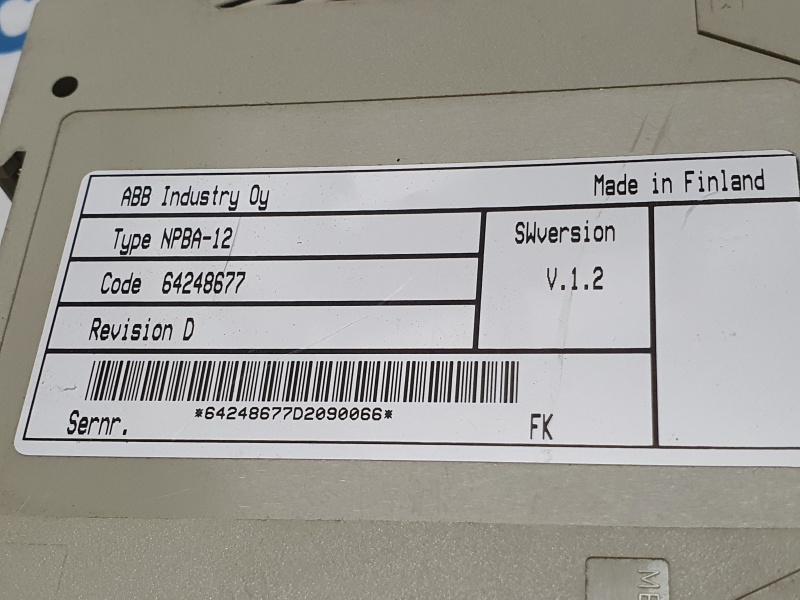 ABB Industry Oy
Made in Finland
Type NPBA-12
SWversion
Code 64248677
V.1.2
Revision D
*64248677D2090066*
Sernr.
FK